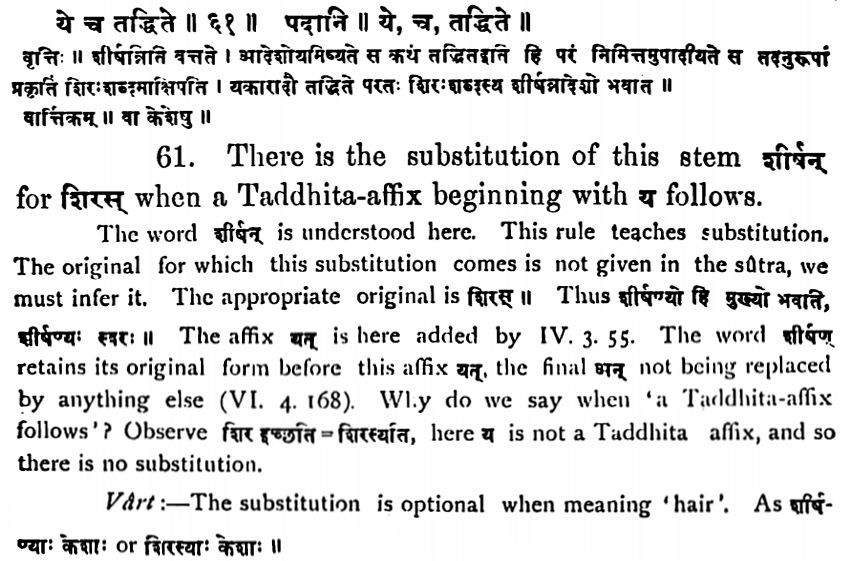 ये च तद्धिते ॥ ६१ ॥ पदानि ॥ ये, च, तद्धिते ॥
वृत्तिः ॥ शीर्षन्निति वत्तते । आदेशोयमिष्यते स कथं तद्धितइति हि परं निमित्तमुपादीयते स तदनुरूपां
प्रकृतिं शिरःशब्दमाक्षिपति । यकारादौ तद्धिते परतः शिरःशब्दस्य शीर्षन्नादेशो भवात ॥
वार्त्तिकम् ॥ वा केशेषु ॥
61. There is the substitution of this stem शीर्षन्
for शिरस् when a Taddhita-affix beginning with य follows.
The word शीर्षन् is understood here. This rule teaches substitution.
The original for which this substitution comes is not given in the sûtra, we
must infer it. The appropriate original is शिरस् ॥ Thus शीर्षण्यो हि मुख्यो भवाति,
शीर्षण्यः स्वरः ॥ The affix यत् is here added by IV. 3. 55. The word शीर्षण्
retains its original form before this affix यत्, the final अन् not being replaced
by anything else (VI. 4. 168). Why do we say when 'a Taddhita-affix
follows'? Observe शिर इच्छति = शिरस्यति, here य is not a Taddhita affix, and so
there is no substitution.
Vârt:—The substitution is optional when meaning 'hair'. As शीर्ष-
ण्याः केशाः or शिरस्याः केशाः ॥